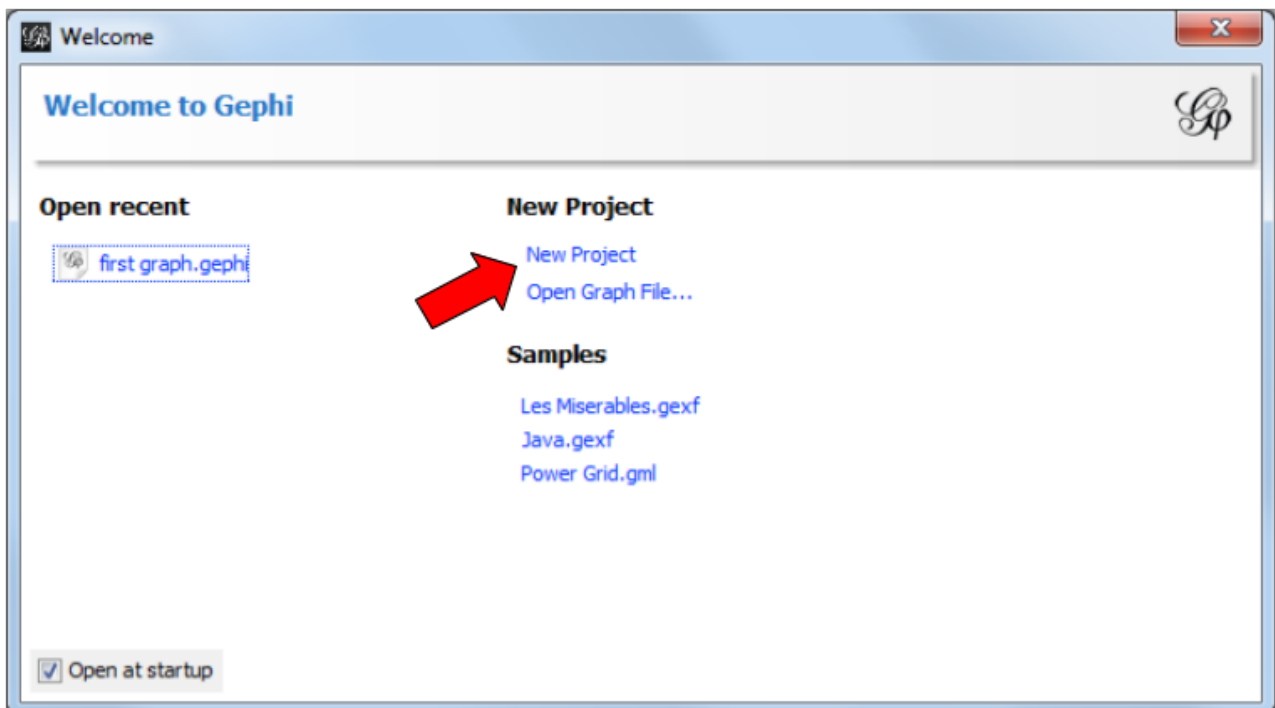 Welcome
Welcome to Gephi
Open recent
first graph.gephi
New Project
New Project
Open Graph File...
Samples
Les Miserables.gexf
Java.gexf
Power Grid.gml
Open at startup